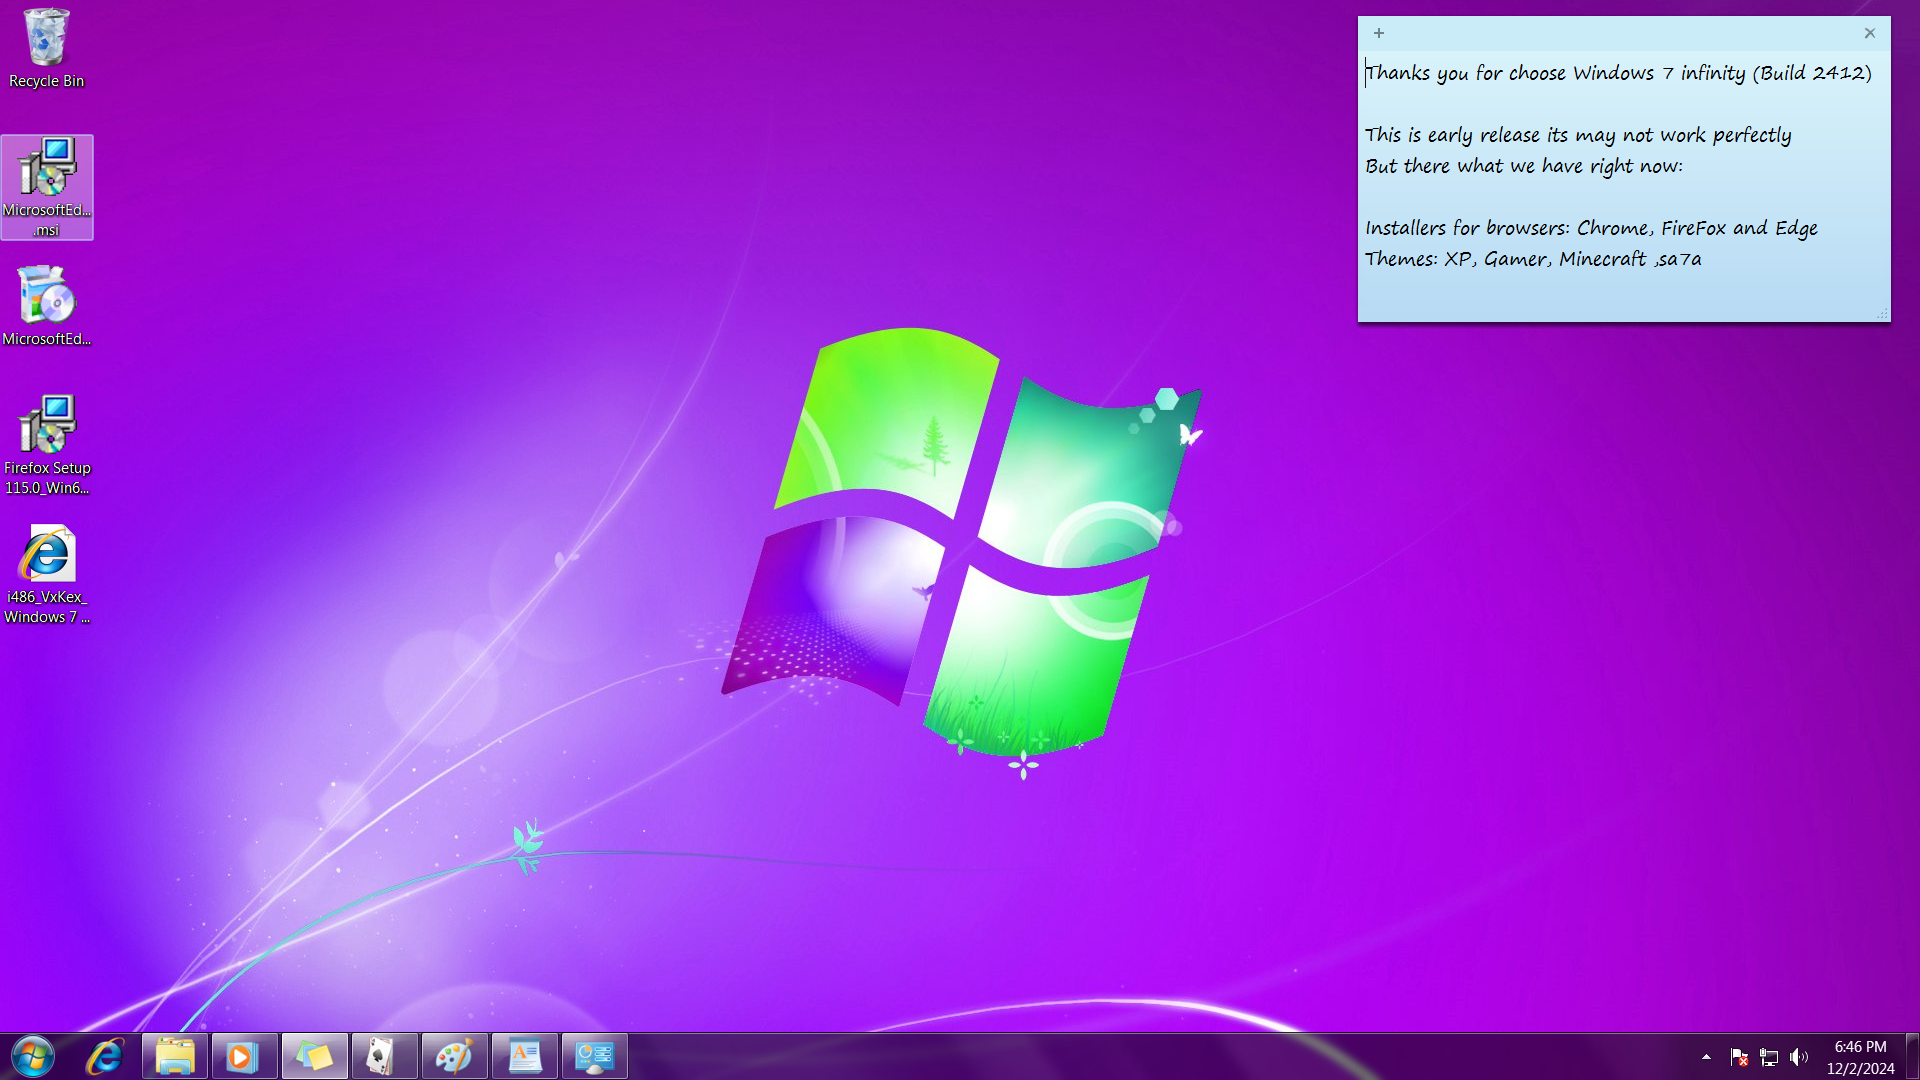 Recycle Bin
MicrosoftEd...
.msi
MicrosoftEd...
Firefox Setup
115.0_Win6...
i486_VxKex_
Windows 7 ...
Thanks you for choose Windows 7 infinity (Build 2412)
This is early release its may not work perfectly
But there what we have right now:
Installers for browsers: Chrome, FireFox and Edge
Themes: XP, Gamer, Minecraft ,sa7a
6:46 PM
12/2/2024